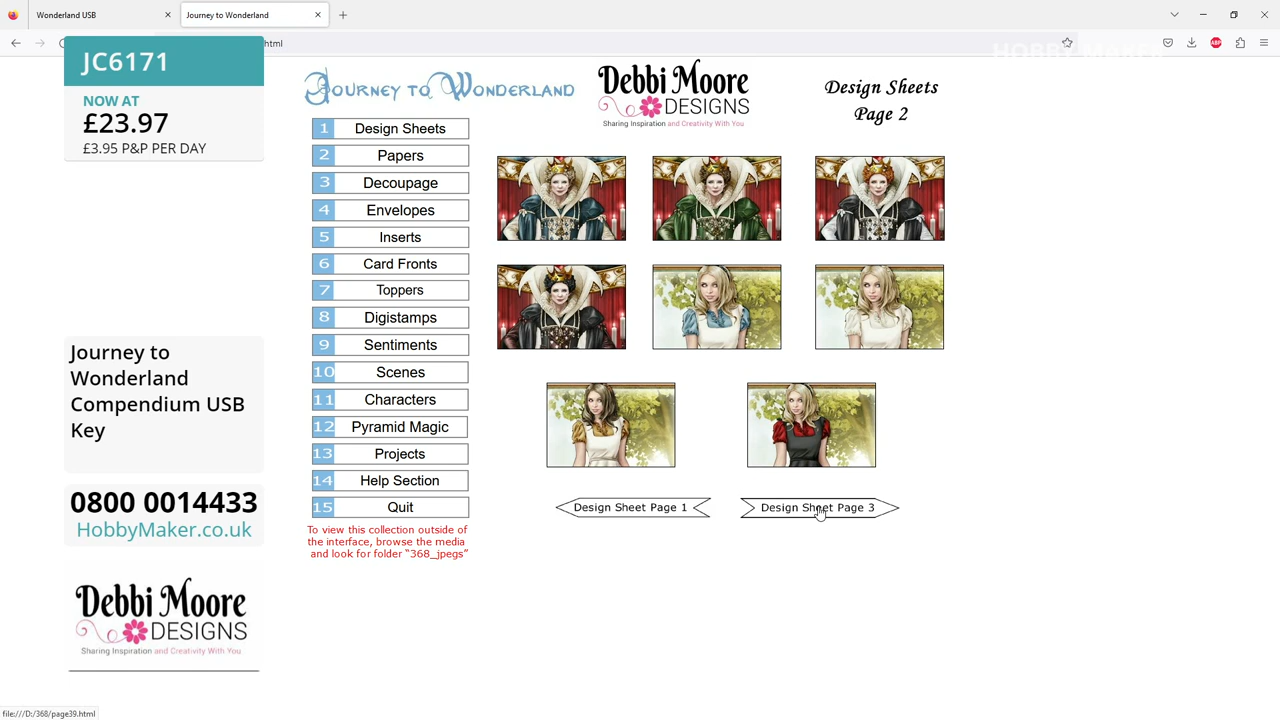 Wonderland USB
Journey to Wonderland
html
HOBBY MAKER
JC6171
NOW AT
£23.97
£3.95 P&P PER DAY
Journey to
Wonderland
Compendium USB
Key
0800 0014433
HobbyMaker.co.uk
Debbi Moore
DESIGNS
Sharing Inspiration and Creativity With You
JOURNEY TO WONDERLAND
Debbi Moore
DESIGNS
Sharing Inspiration and Creativity With You
Design Sheets
Page 2
1 Design Sheets
2 Papers
3 Decoupage
4 Envelopes
5 Inserts
6 Card Fronts
7 Toppers
8 Digistamps
9 Sentiments
10 Scenes
11 Characters
12 Pyramid Magic
13 Projects
14 Help Section
15 Quit
To view this collection outside of
the interface, browse the media
and look for folder “368_jpegs”
Design Sheet Page 1
Design Sheet Page 3
file:///D:/368/page39.html